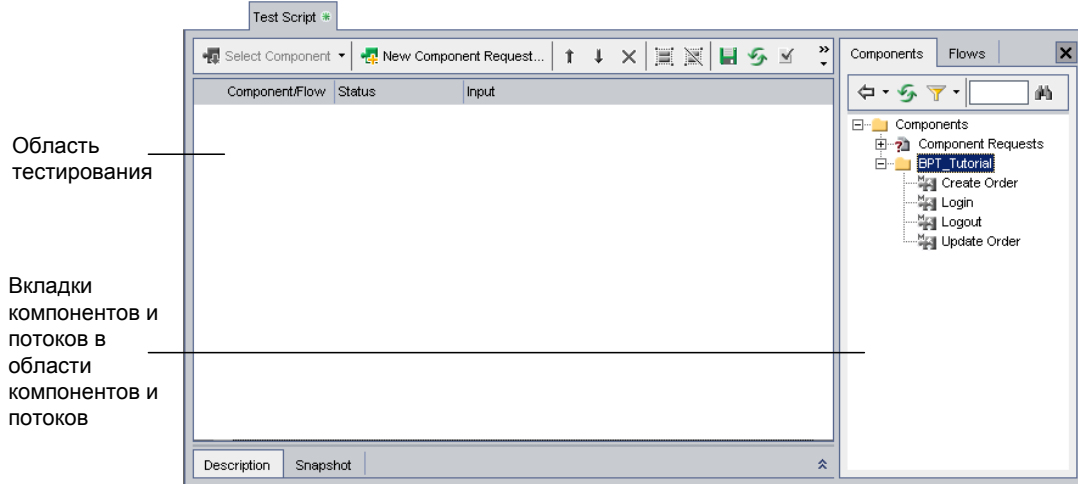 Test Script
Select Component
New Component Request...
Component/Flow
Status
Input
Область
тестирования
Вкладки
компонентов и
потоков в
области
компонентов и
потоков
Description
Snapshot
Components
Flows
Components
Component Requests
BPT_Tutorial
Create Order
Login
Logout
Update Order